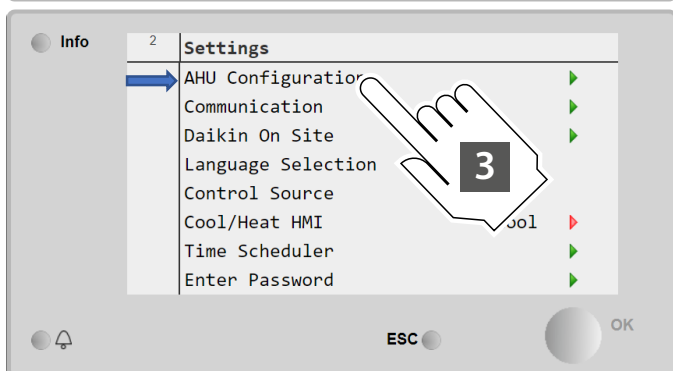 Info
2 Settings
AHU Configuration
Communication
Daikin On Site
Language Selection
Control Source
Cool/Heat HMI
Time Scheduler
Enter Password
3
ESC
OK